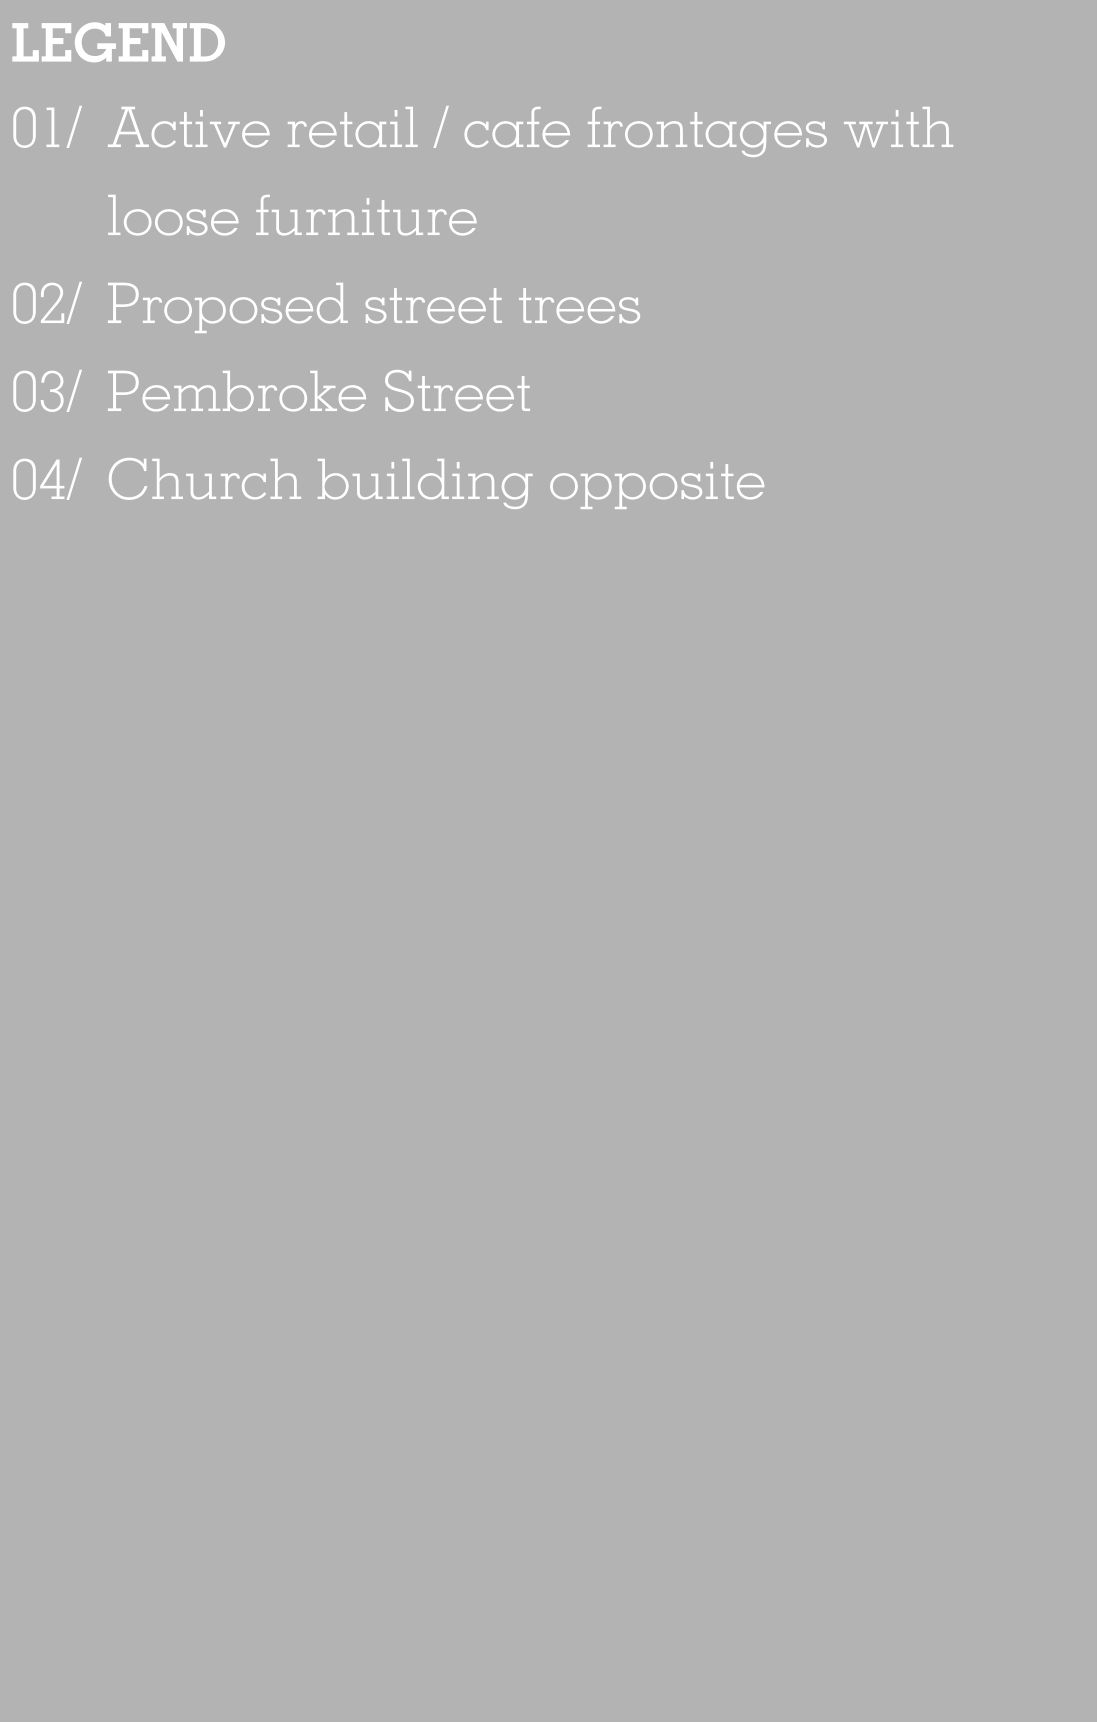 LEGEND
01/ Active retail / cafe frontages with
loose furniture
02/ Proposed street trees
03/ Pembroke Street
04/ Church building opposite